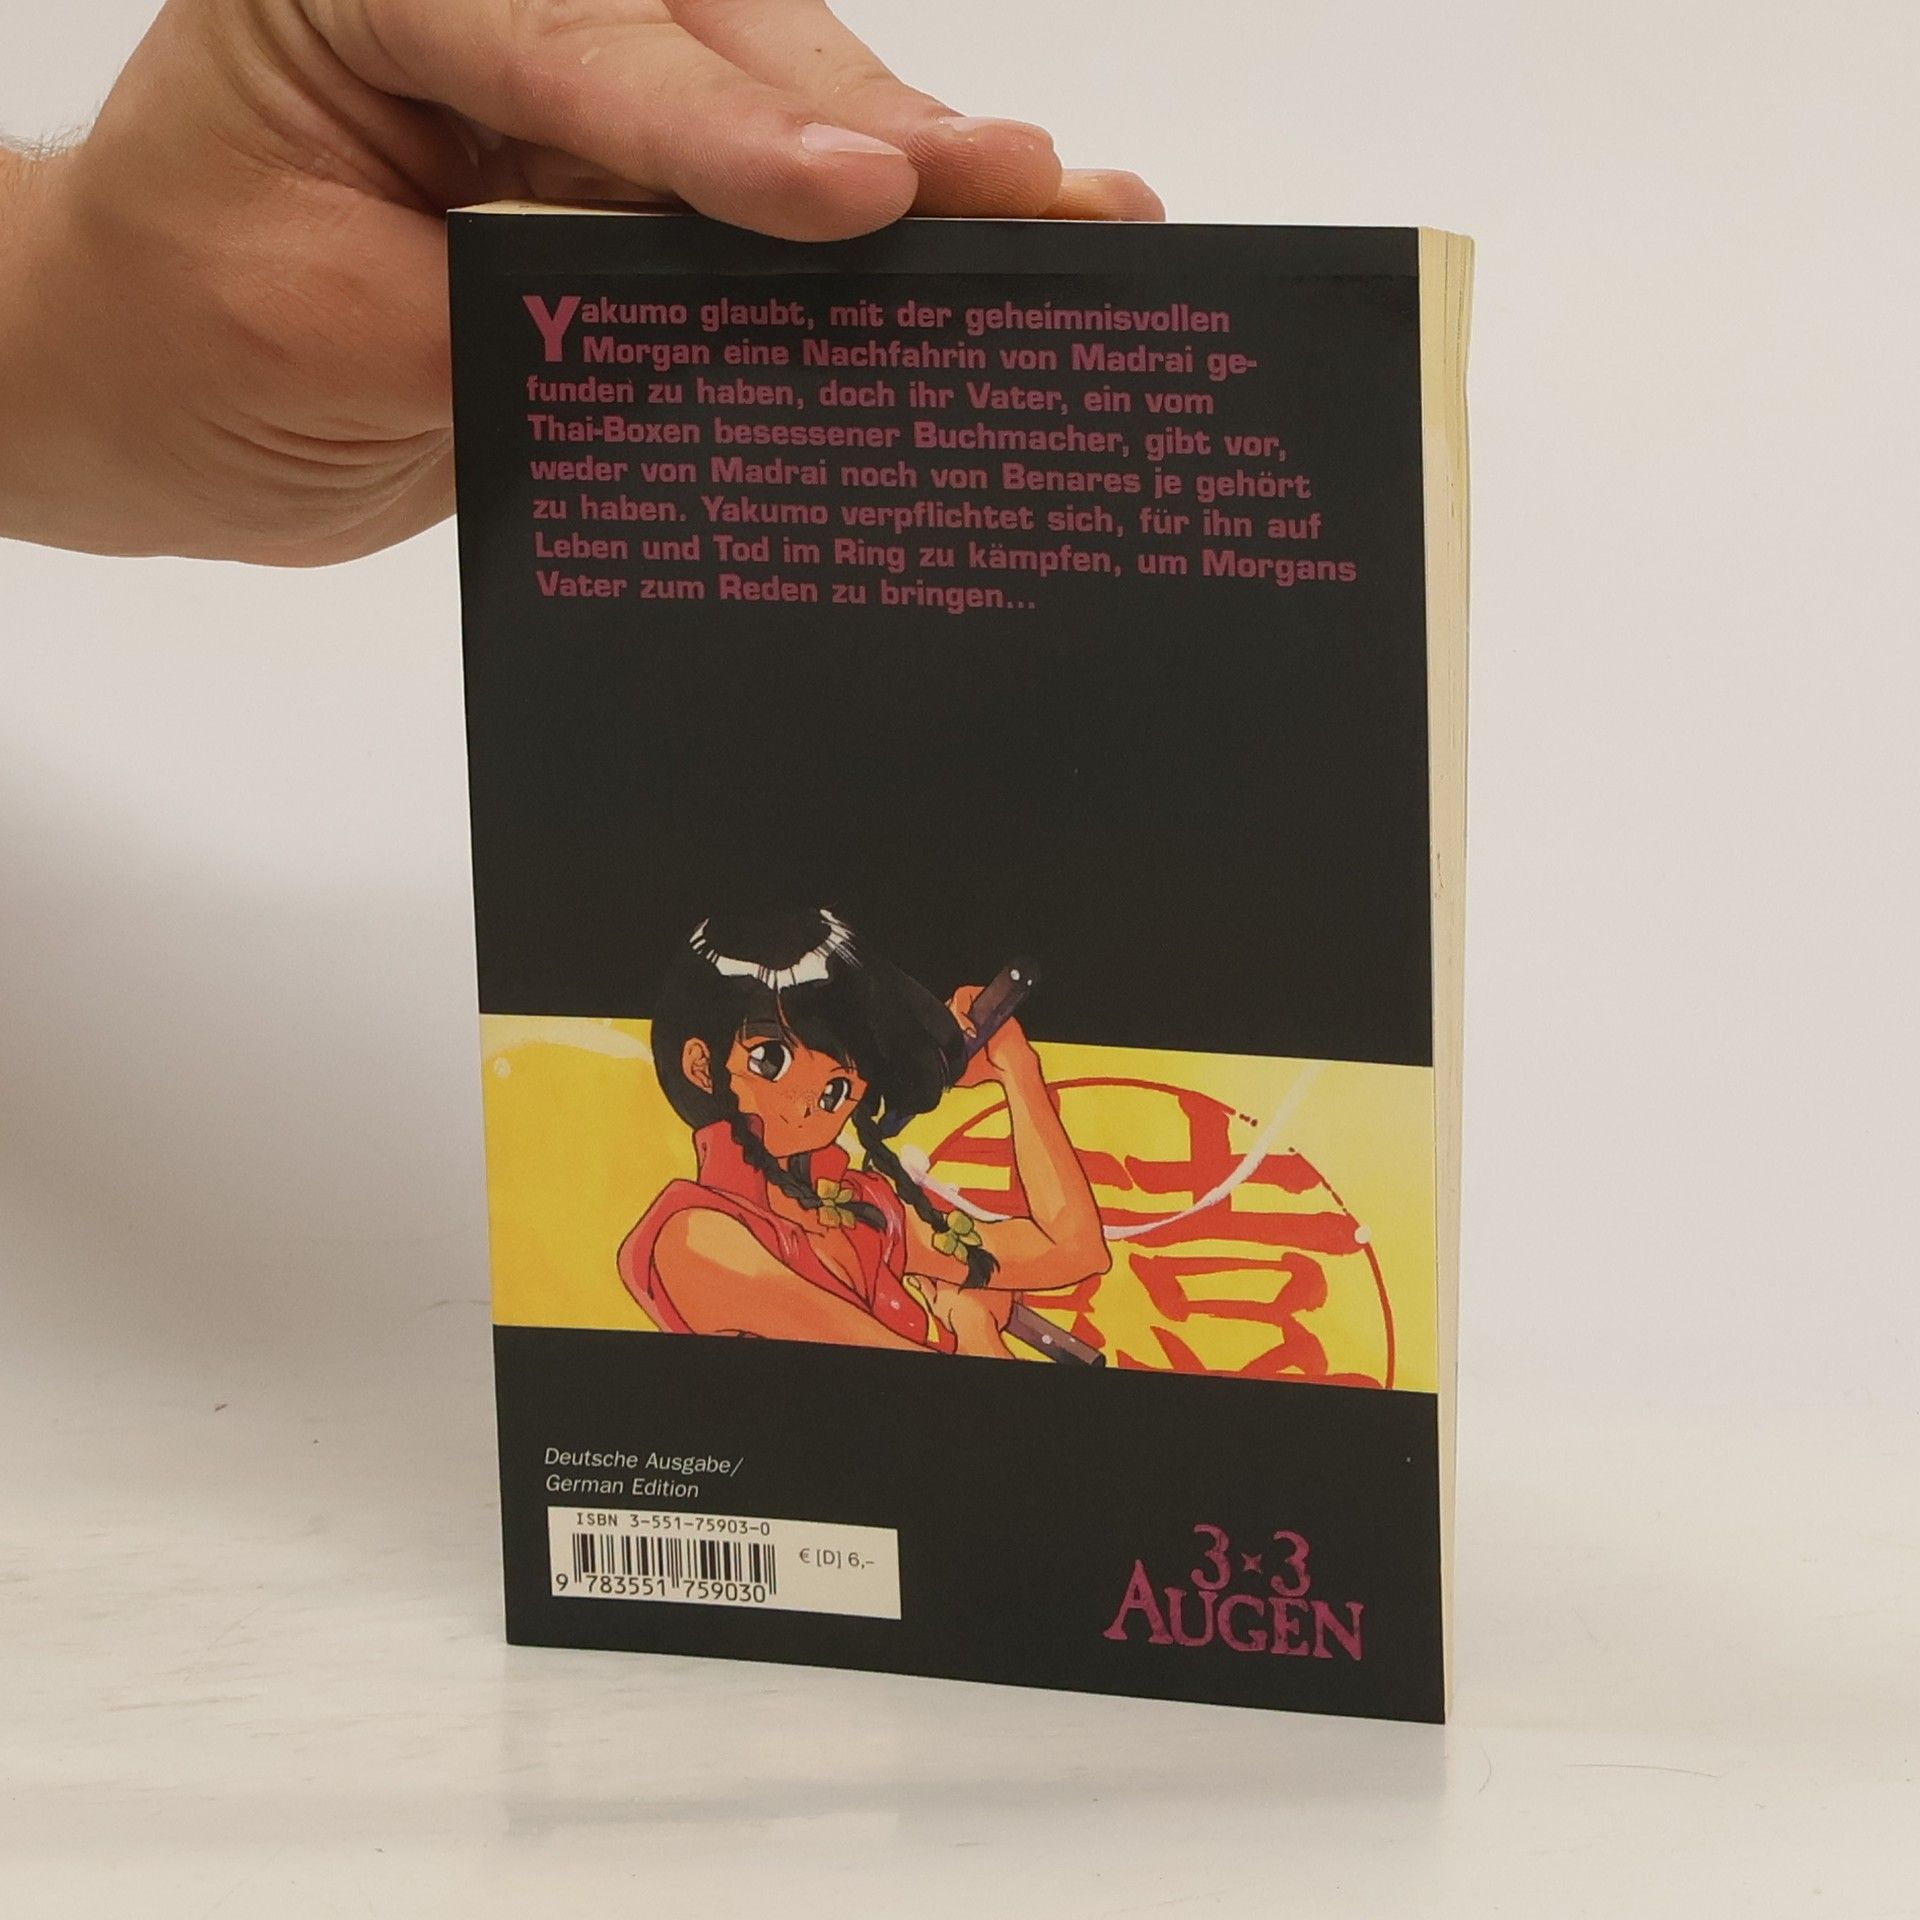 Yakumo glaubt, mit der geheimnisvollen
Morgan eine Nachfahrin von Madrai ge-
funden zu haben, doch ihr Vater, ein vom
Thai-Boxen besessener Buchmacher, gibt vor,
weder von Madrai noch von Benares je gehört
zu haben. Yakumo verpflichtet sich, für ihn auf
Leben und Tod im Ring zu kämpfen, um Morgans
Vater zum Reden zu bringen...
Deutsche Ausgabe/
German Edition
ISBN 3-551-75903-0
€ [D] 6,–
9 783551 759030
3×3
AUGEN